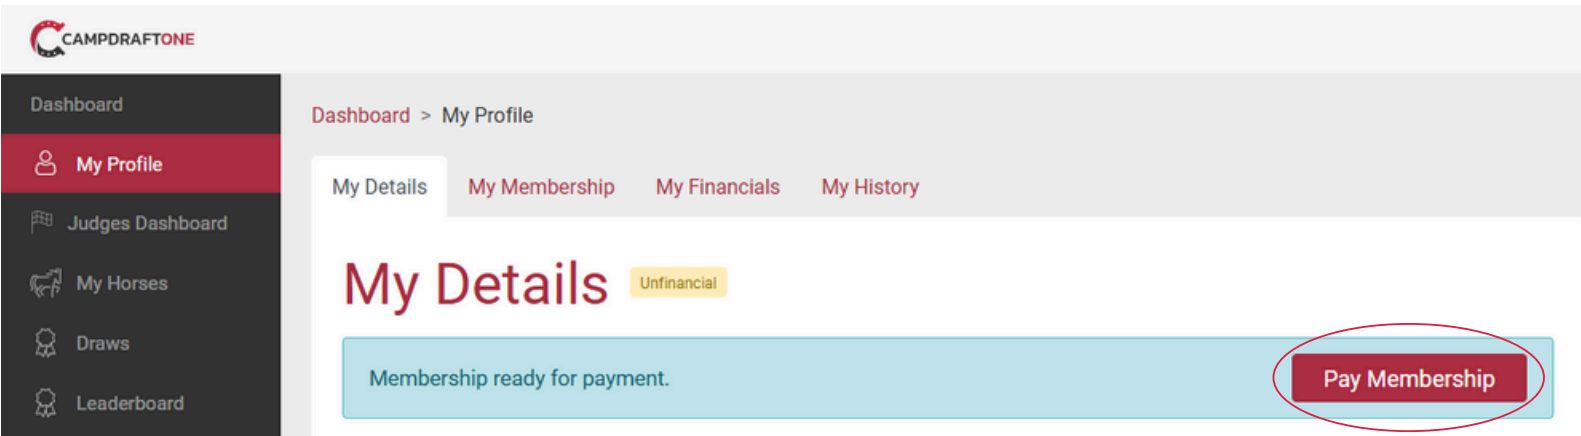 CAMPDRAFTONE
Dashboard
My Profile
Judges Dashboard
My Horses
Draws
Leaderboard
Dashboard > My Profile
My Details My Membership My Financials My History
My Details Unfinancial
Membership ready for payment. Pay Membership